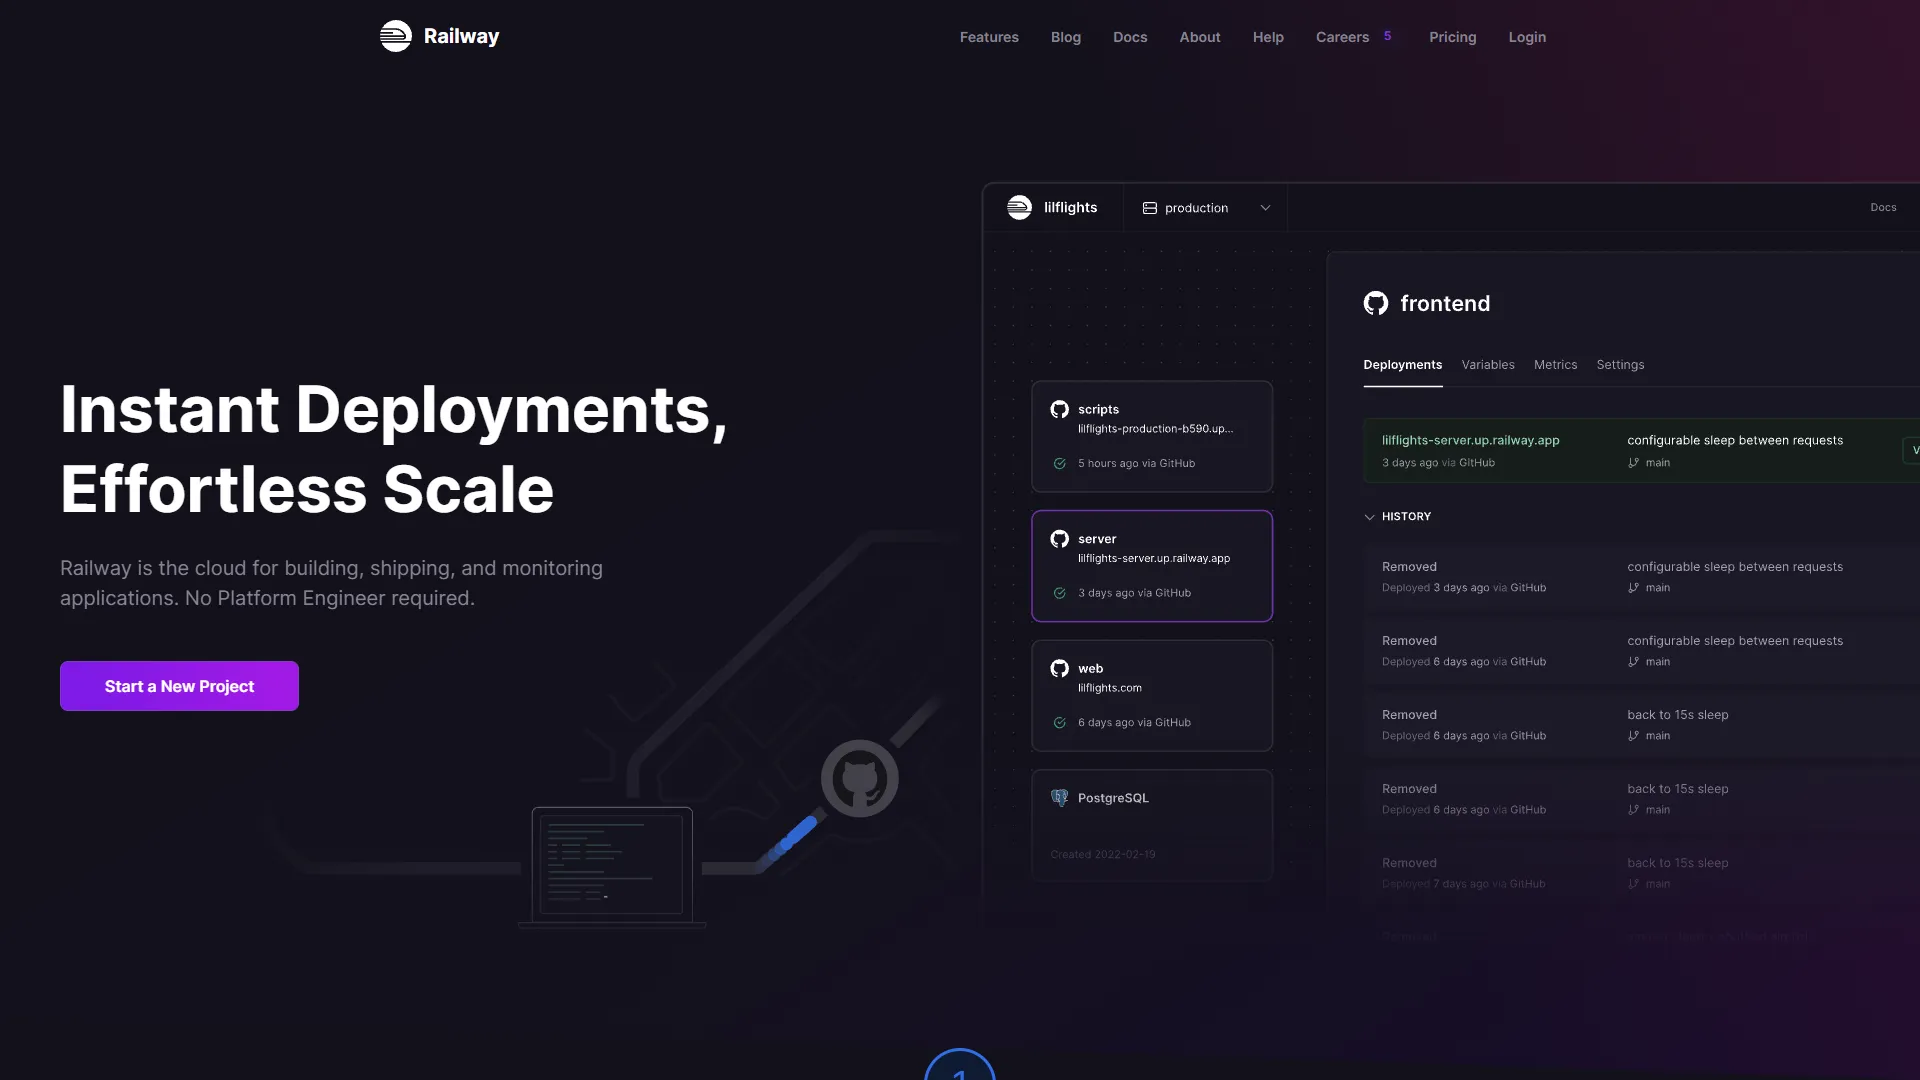 Railway
Features Blog Docs About Help Careers 5 Pricing Login
Instant Deployments,
Effortless Scale
Railway is the cloud for building, shipping, and monitoring
applications. No Platform Engineer required.
Start a New Project
lilflights
production
Docs
scripts
lilflights-production-b590.up...
5 hours ago via GitHub
server
lilflights-server.up.railway.app
3 days ago via GitHub
web
lilflights.com
6 days ago via GitHub
PostgreSQL
Created 2022-02-19
frontend
Deployments Variables Metrics Settings
lilflights-server.up.railway.app configurable sleep between requests
3 days ago via GitHub main
HISTORY
Removed configurable sleep between requests
Deployed 3 days ago via GitHub main
Removed configurable sleep between requests
Deployed 6 days ago via GitHub main
Removed back to 15s sleep
Deployed 6 days ago via GitHub main
Removed back to 15s sleep
Deployed 6 days ago via GitHub main
Removed back to 15s sleep
Deployed 7 days ago via GitHub main
Removed
1